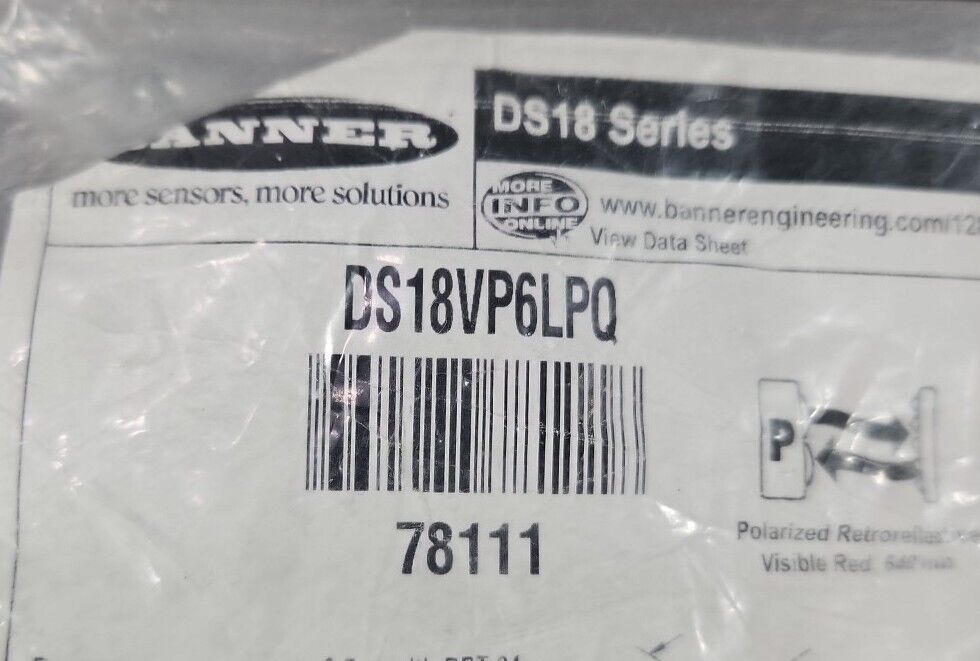 BANNER
more sensors, more solutions
DS18 Series
MORE
INFO
ONLINE
www.bannerengineering.com/12
View Data Sheet
DS18VP6LPQ
78111
P
Polarized
Visible Red